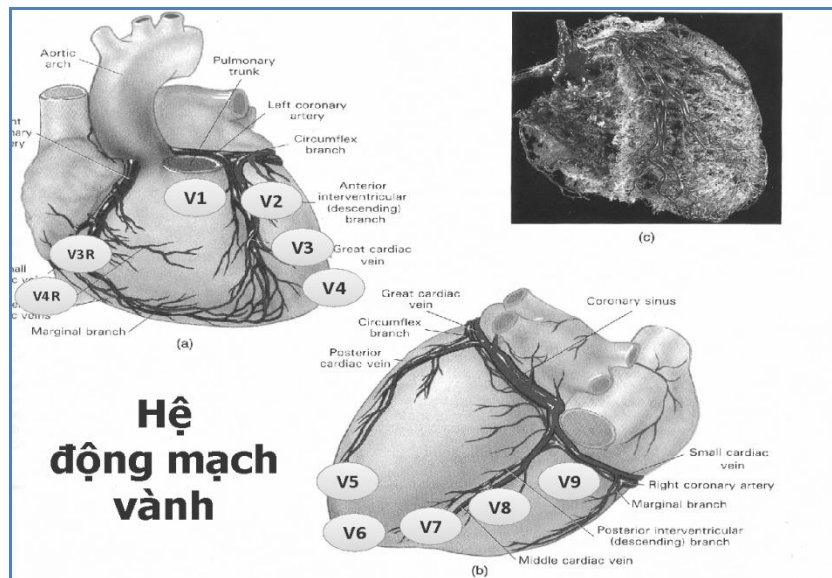 Aortic
arch
Pulmonary
trunk
Left coronary
artery
Circumflex
branch
V1
V2
Anterior
interventricular
(descending)
branch
V3
Great cardiac
vein
V3R
V4
V4R
Marginal branch
(a)
(c)
Great cardiac
vein
Circumflex
branch
Posterior
cardiac vein
Coronary sinus
Hệ
động mạch
vành
V5
V6
V7
V8
V9
Small cardiac
vein
Right coronary
artery
Marginal branch
Posterior interventricular
(descending) branch
Middle cardiac vein
(b)